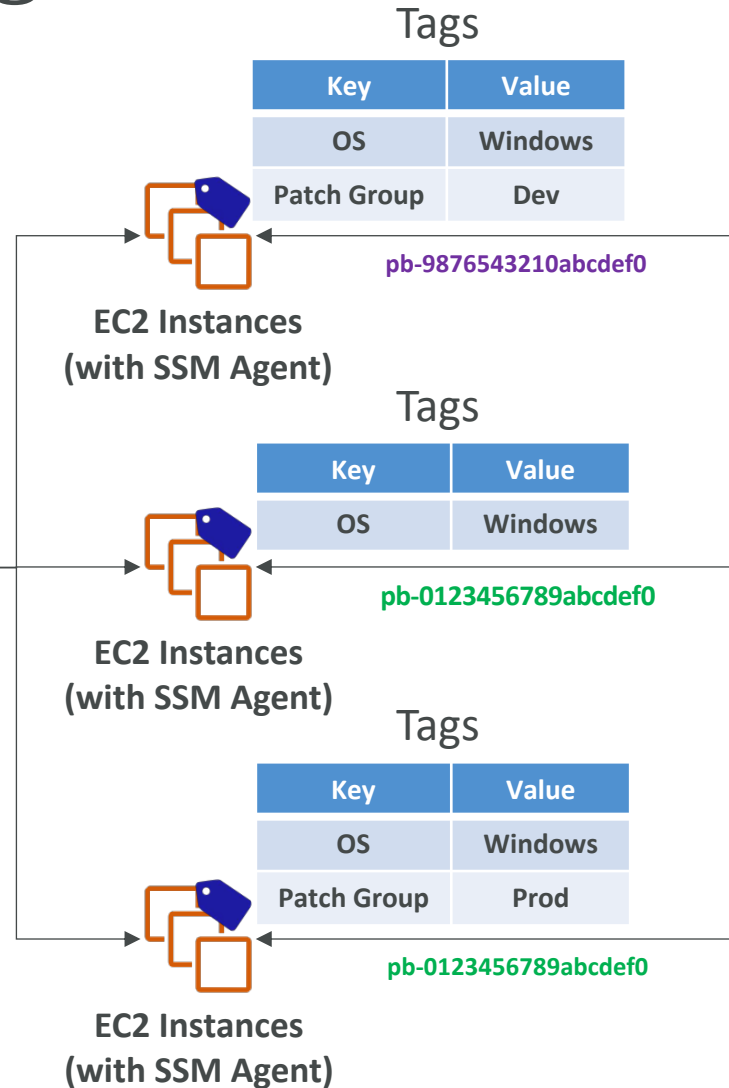 Tags
Key Value
OS Windows
Patch Group Dev
pb-9876543210abcdef0
EC2 Instances
(with SSM Agent)
Tags
Key Value
OS Windows
pb-0123456789abcdef0
EC2 Instances
(with SSM Agent)
Tags
Key Value
OS Windows
Patch Group Prod
pb-0123456789abcdef0
EC2 Instances
(with SSM Agent)